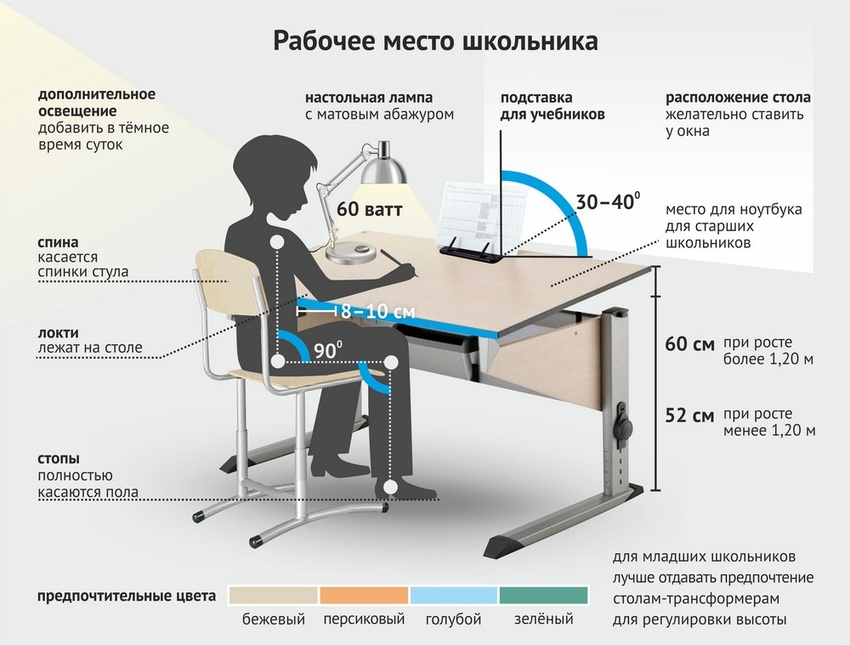 Рабочее место школьника
дополнительное
освещение
добавить в тёмное
время суток
настольная лампа
с матовым абажуром
подставка
для учебников
расположение стола
желательно ставить
у окна
60 ватт
30–40⁰
место для ноутбука
для старших
школьников
спина
касается
спинки стула
8–10 см
локти
лежат на столе
90⁰
60 см
при росте
более 1,20 м
52 см
при росте
менее 1,20 м
стопы
полностью
касаются пола
для младших школьников
лучше отдавать предпочтение
столам-трансформерам
для регулировки высоты
предпочтительные цвета
бежевый
персиковый
голубой
зелёный